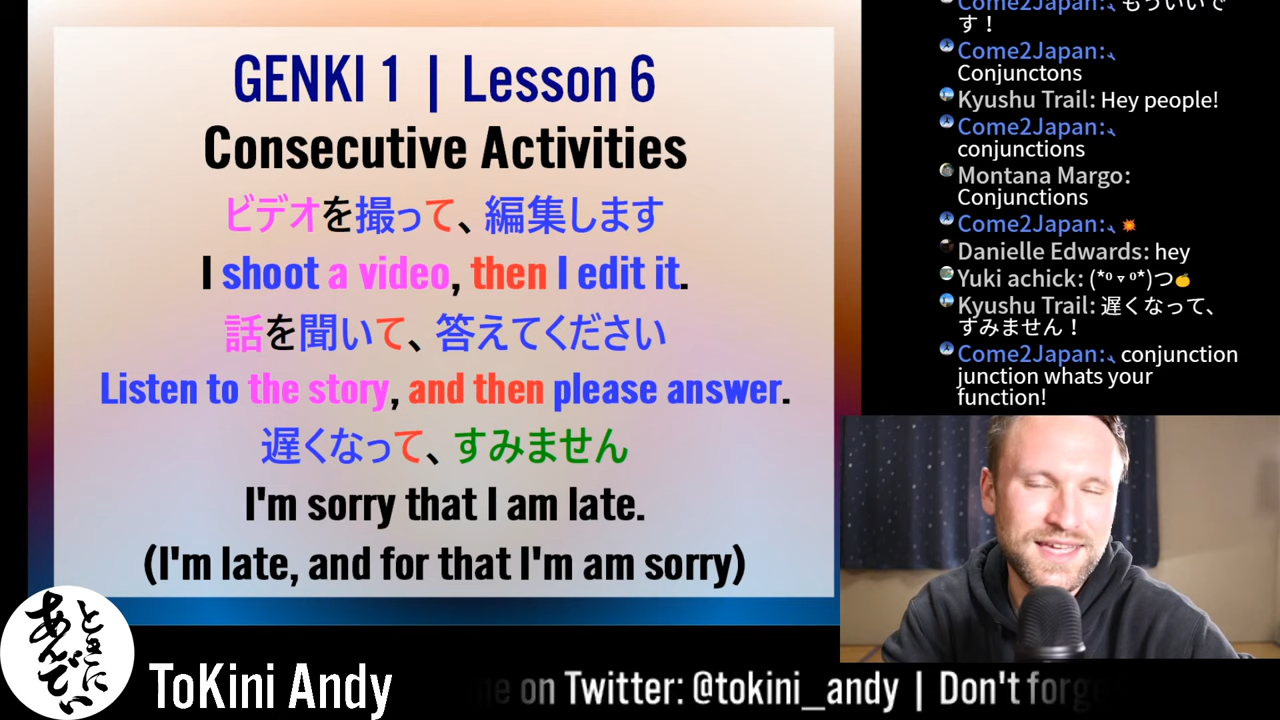 GENKI 1 | Lesson 6
Consecutive Activities
ビデオを撮って、編集します
I shoot a video, then I edit it.
話を聞いて、答えてください
Listen to the story, and then please answer.
遅くなって、すみません
I'm sorry that I am late.
(I'm late, and for that I'm am sorry)
Come2Japan:、もういいで
す！
Come2Japan:、
Conjunctons
Kyushu Trail: Hey people!
Come2Japan:、
conjunctions
Montana Margo:
Conjunctions
Come2Japan:、💥
Danielle Edwards: hey
Yuki achick: (*⁰ ▿ ⁰*)つ🍊
Kyushu Trail: 遅くなって、
すみません！
Come2Japan:、conjunction
junction whats your
function!
ときに
あんでぃ
ToKini Andy
me on Twitter: @tokini_andy | Don't forge